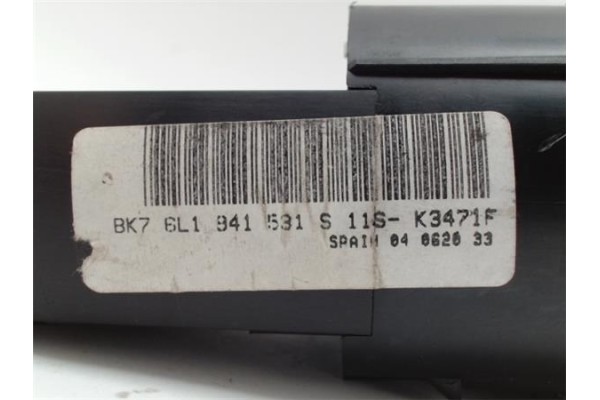 BK7 6L1 941 531 S 11S- K3471F
SPAIN 04 0620 33